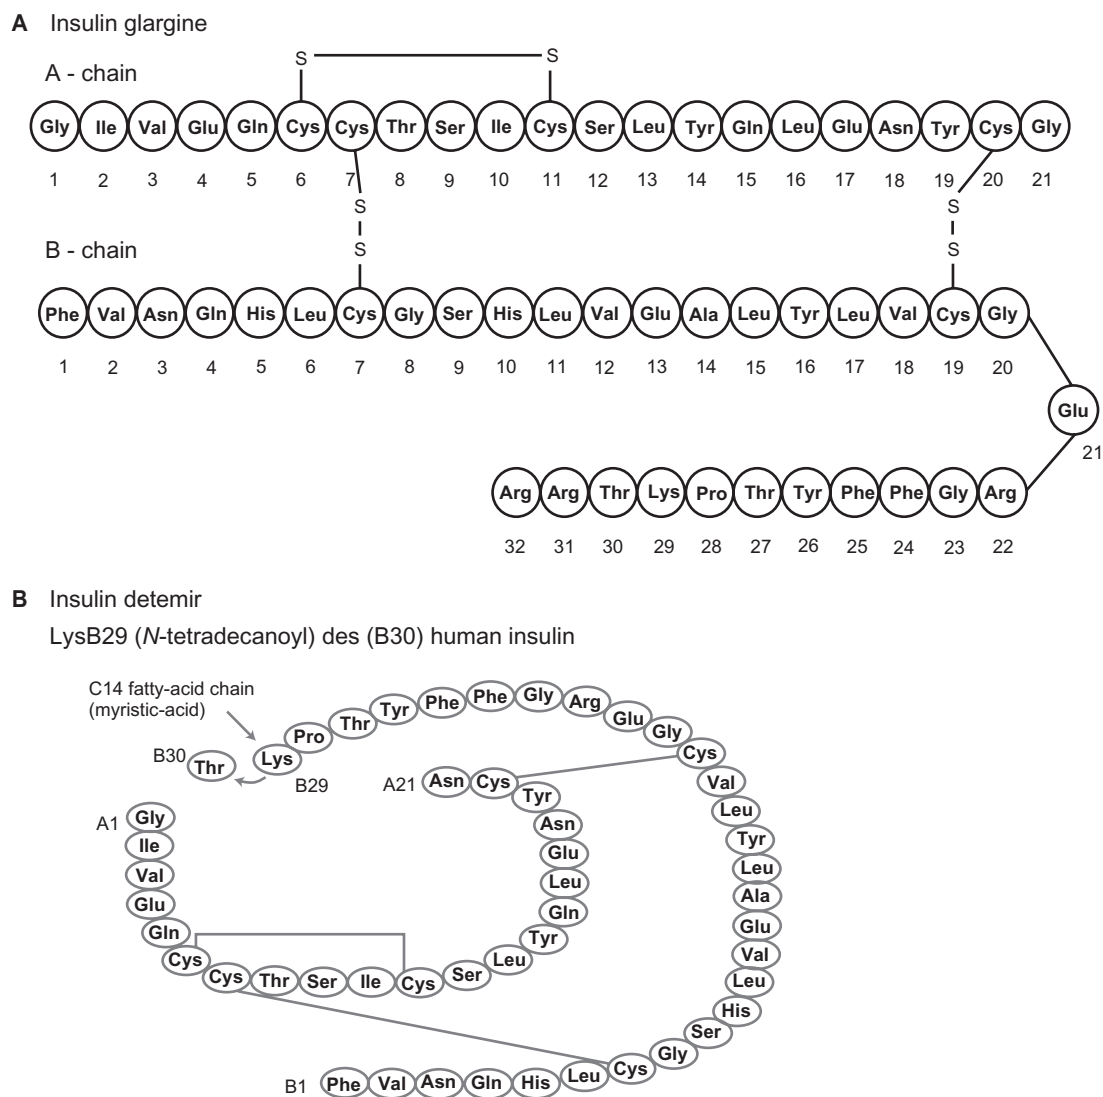 A Insulin glargine
S S
A - chain
Gly Ile Val Glu Gln Cys Cys Thr Ser Ile Cys Ser Leu Tyr Gln Leu Glu Asn Tyr Cys Gly
1 2 3 4 5 6 7 8 9 10 11 12 13 14 15 16 17 18 19 20 21
S S
S S
B - chain
Phe Val Asn Gln His Leu Cys Gly Ser His Leu Val Glu Ala Leu Tyr Leu Val Cys Gly
1 2 3 4 5 6 7 8 9 10 11 12 13 14 15 16 17 18 19 20
Glu
21
Arg Arg Thr Lys Pro Thr Tyr Phe Phe Gly Arg
32 31 30 29 28 27 26 25 24 23 22
B Insulin detemir
LysB29 (N-tetradecanoyl) des (B30) human insulin
C14 fatty-acid chain
(myristic-acid)
B30
Thr
Lys
B29
Pro
Thr
Tyr
Phe
Phe
Gly
Arg
Glu
Gly
Cys
Val
Leu
Tyr
Leu
Ala
Glu
Val
Leu
His
Ser
Gly
Cys
Leu
His
Gln
Asn
Val
Phe
B1
A21
Asn
Cys
Tyr
Asn
Glu
Leu
Gln
Tyr
Leu
Ser
Cys
Ile
Ser
Thr
Cys
Cys
Gln
Glu
Val
Ile
Gly
A1